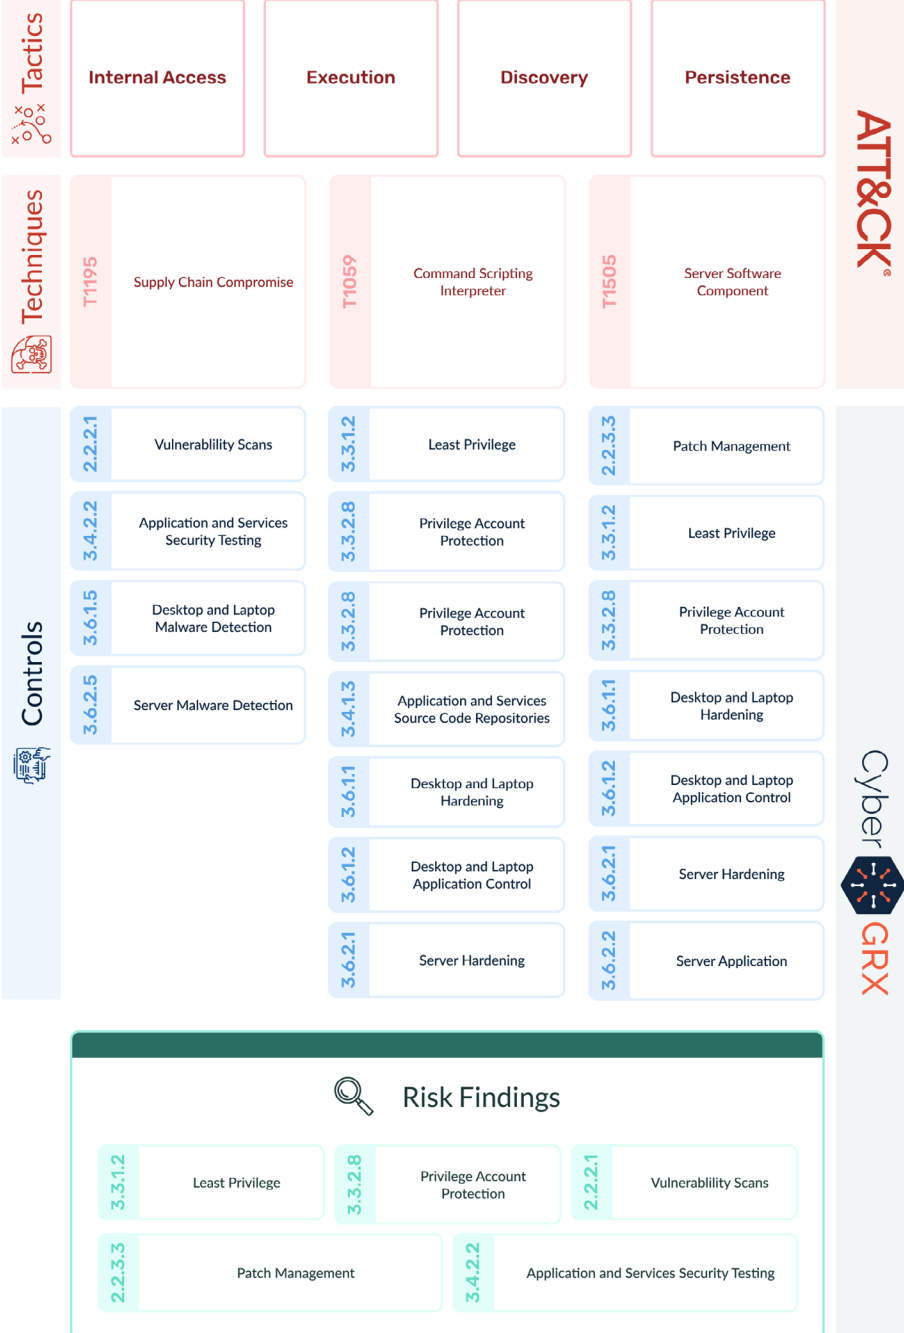 Tactics
Internal Access
Execution
Discovery
Persistence
ATT&CK®
Techniques
T1195
Supply Chain Compromise
T1059
Command Scripting
Interpreter
T1505
Server Software
Component
Controls
2.2.2.1
Vulnerablility Scans
3.4.2.2
Application and Services
Security Testing
3.6.1.5
Desktop and Laptop
Malware Detection
3.6.2.5
Server Malware Detection
3.3.1.2
Least Privilege
3.3.2.8
Privilege Account
Protection
3.3.2.8
Privilege Account
Protection
3.4.1.3
Application and Services
Source Code Repositories
3.6.1.1
Desktop and Laptop
Hardening
3.6.1.2
Desktop and Laptop
Application Control
3.6.2.1
Server Hardening
2.2.3.3
Patch Management
3.3.1.2
Least Privilege
3.3.2.8
Privilege Account
Protection
3.6.1.1
Desktop and Laptop
Hardening
3.6.1.2
Desktop and Laptop
Application Control
3.6.2.1
Server Hardening
3.6.2.2
Server Application
Cyber GRX
Risk Findings
3.3.1.2
Least Privilege
3.3.2.8
Privilege Account
Protection
2.2.2.1
Vulnerablility Scans
2.2.3.3
Patch Management
3.4.2.2
Application and Services Security Testing